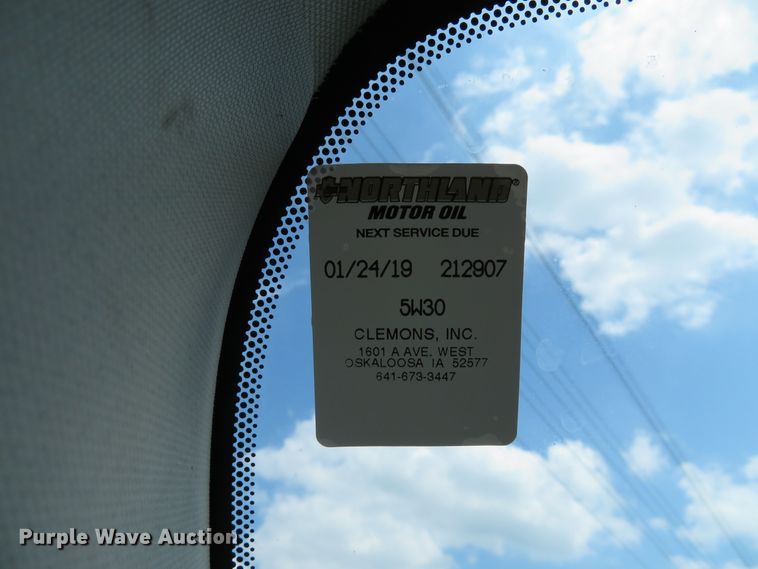 NORTHLAND®
MOTOR OIL
NEXT SERVICE DUE
01/24/19 212907
5W30
CLEMONS, INC.
1601 A AVE. WEST
OSKALOOSA IA 52577
641-673-3447
Purple Wave Auction